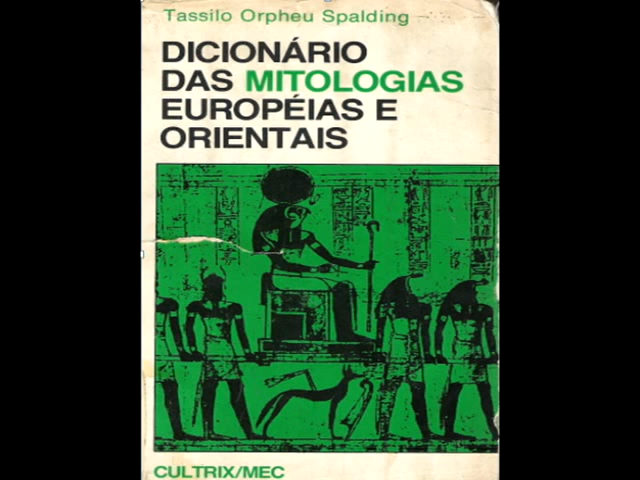 Tassilo Orpheu Spalding
DICIONÁRIO
DAS MITOLOGIAS
EUROPÉIAS E
ORIENTAIS
CULTRIX/MEC